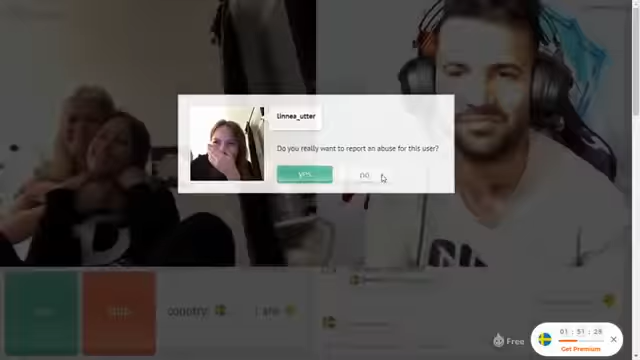 linnea_utter
Do you really want to report an abuse for this user?
yes
no
country:
I am
Free
01 : 51 : 28
Get Premium